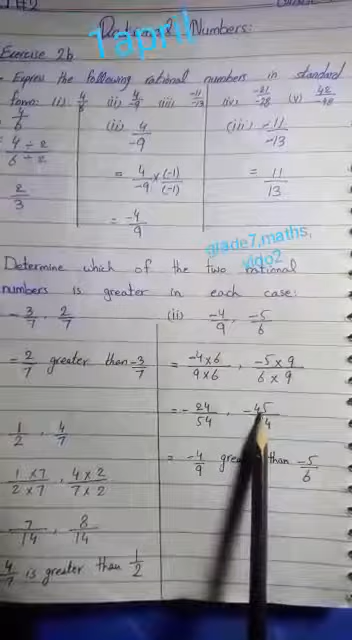 Rational Numbers:
1april
Exercise 2b
Express the following rational numbers in standard
form: (i) 4/6 (ii) 4/-9 (iii) -11/-13 (iv) -21/-28 (v) 42/-48
4/6 (ii) 4/-9 (iii) -11/-13
4 ÷ 2 / 6 ÷ 2 = 4/-9 × (-1)/(-1) = 11/13
2/3 = -4/9
grade7,maths,
video2
Determine which of the two rational
numbers is greater in each case:
-3/7 , 2/7 (ii) -4/9 , -5/6
= 2/7 greater than -3/7 = -4×6/9×6 , -5×9/6×9
= -24/54 , -45/
1/2 , 4/7 = -4/9 than -5/6
1×7/2×7 , 4×2/7×2
7/14 , 8/14
4/7 is greater than 1/2